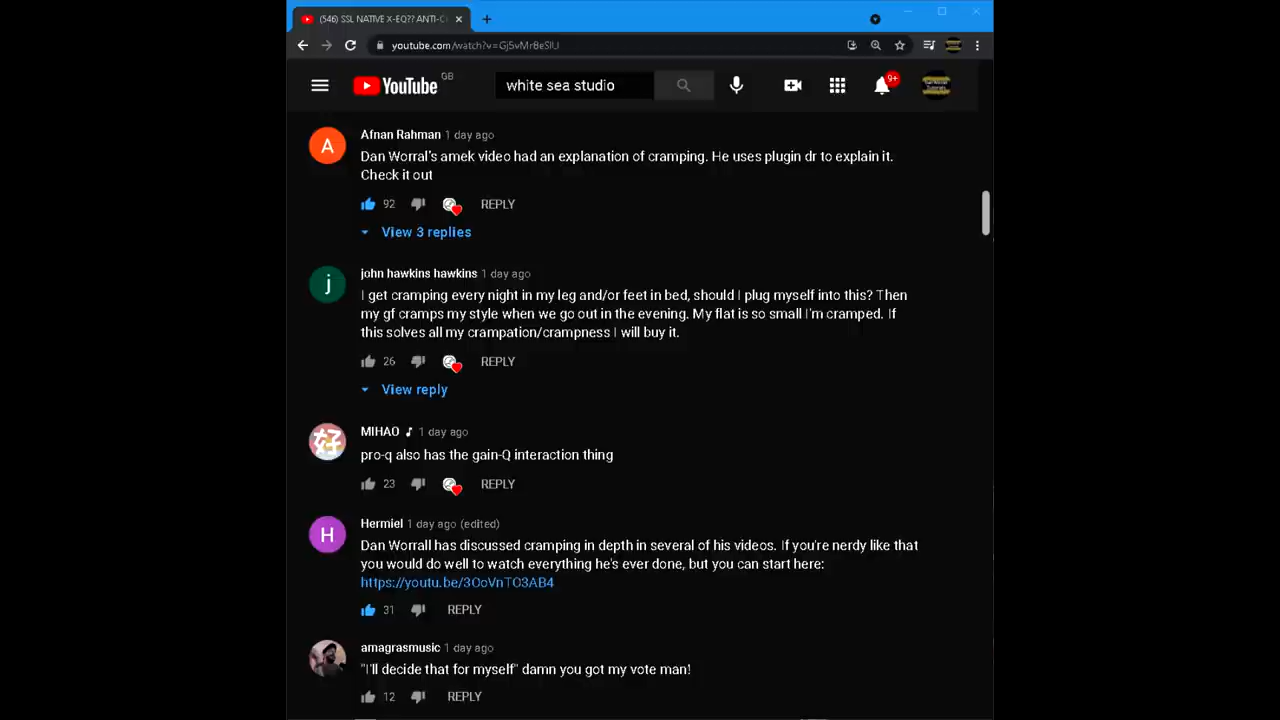 (546) SSL NATIVE X-EQ?? ANTI-C
youtube.com/watch?v=Gj5vMrBeSIU
YouTube GB
white sea studio
9+
A
Afnan Rahman 1 day ago
Dan Worral's amek video had an explanation of cramping. He uses plugin dr to explain it.
Check it out
92 REPLY
View 3 replies
j
john hawkins hawkins 1 day ago
I get cramping every night in my leg and/or feet in bed, should I plug myself into this? Then
my gf cramps my style when we go out in the evening. My flat is so small I'm cramped. If
this solves all my crampation/crampness I will buy it.
26 REPLY
View reply
好
MIHAO ♪ 1 day ago
pro-q also has the gain-Q interaction thing
23 REPLY
H
Hermiel 1 day ago (edited)
Dan Worrall has discussed cramping in depth in several of his videos. If you're nerdy like that
you would do well to watch everything he's ever done, but you can start here:
https://youtu.be/3OoVnTO3AB4
31 REPLY
amagrasmusic 1 day ago
"I'll decide that for myself" damn you got my vote man!
12 REPLY